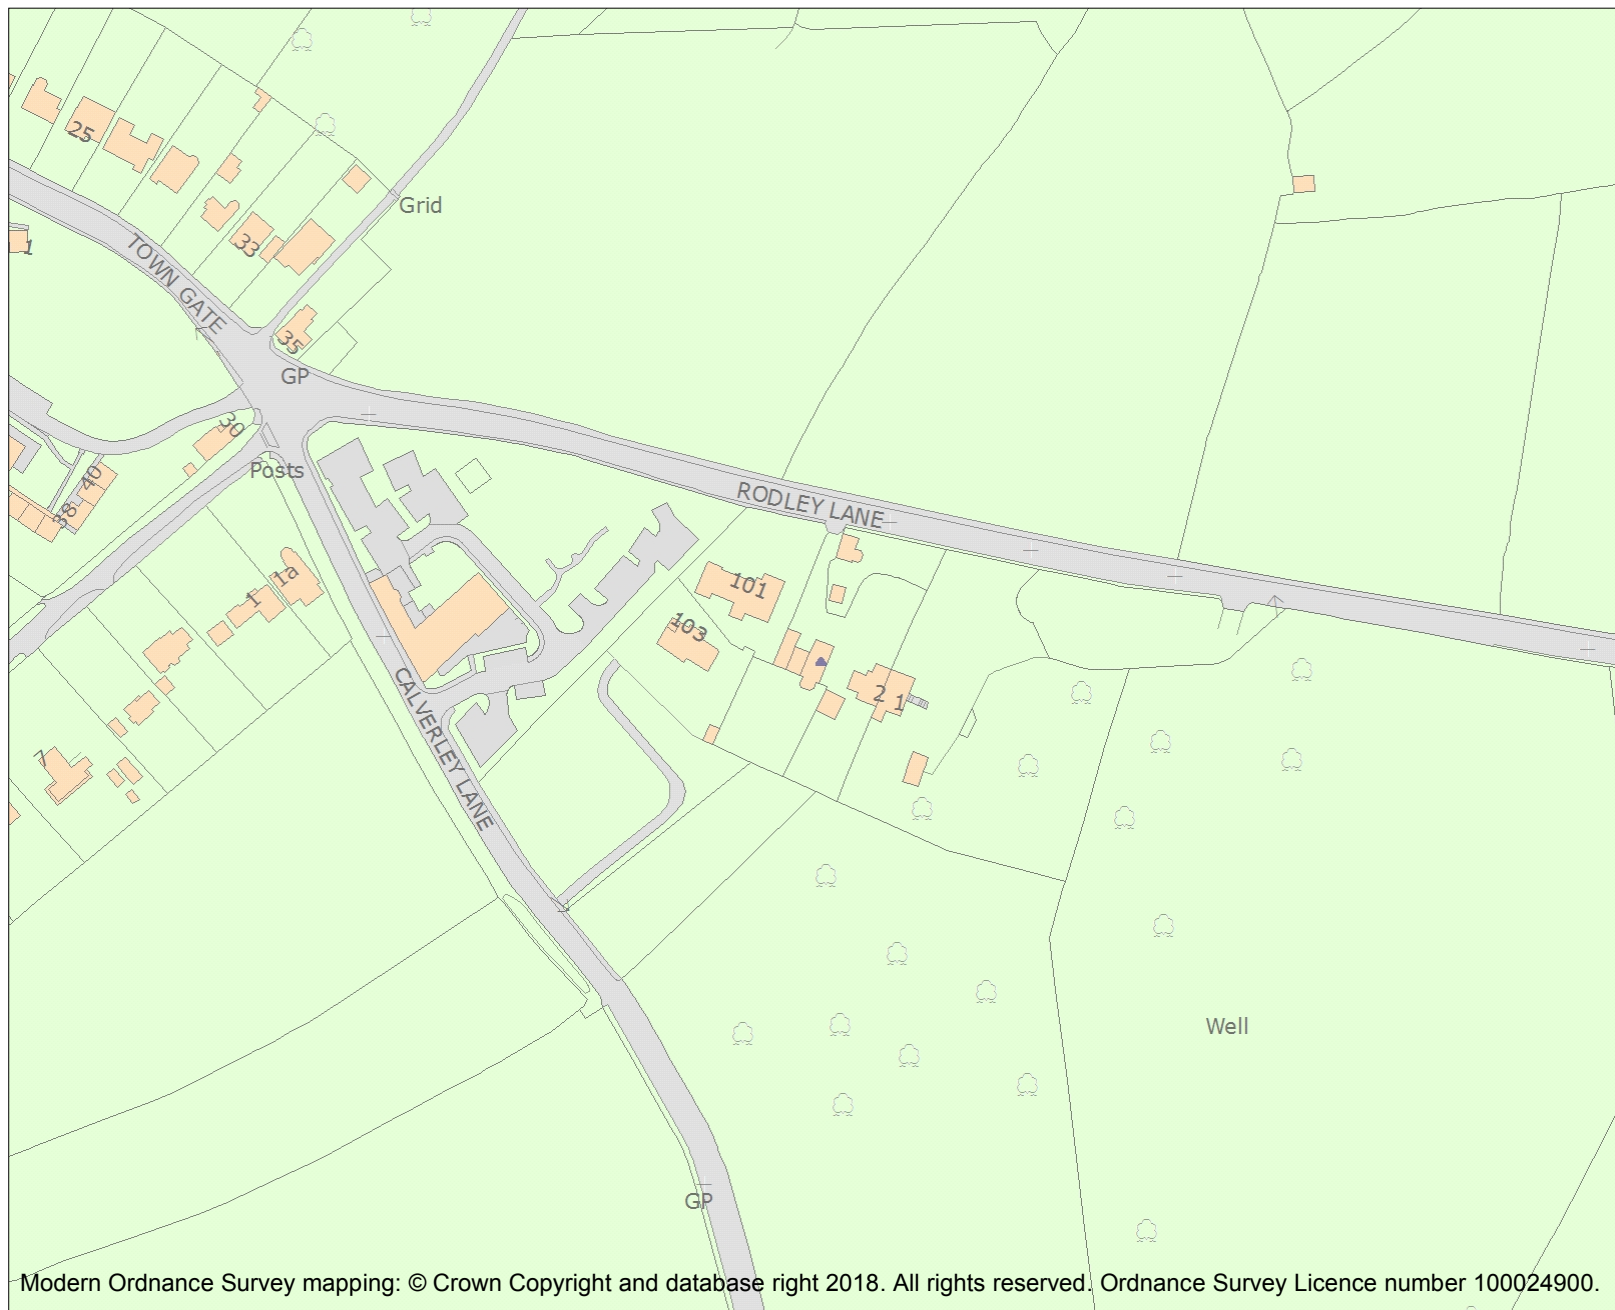 25
Grid
33
1
TOWN GATE
35
GP
30
Posts
40
38
RODLEY LANE
1a
1
101
103
2 1
CALVERLEY LANE
7
Well
GP
Modern Ordnance Survey mapping: © Crown Copyright and database right 2018. All rights reserved. Ordnance Survey Licence number 100024900.